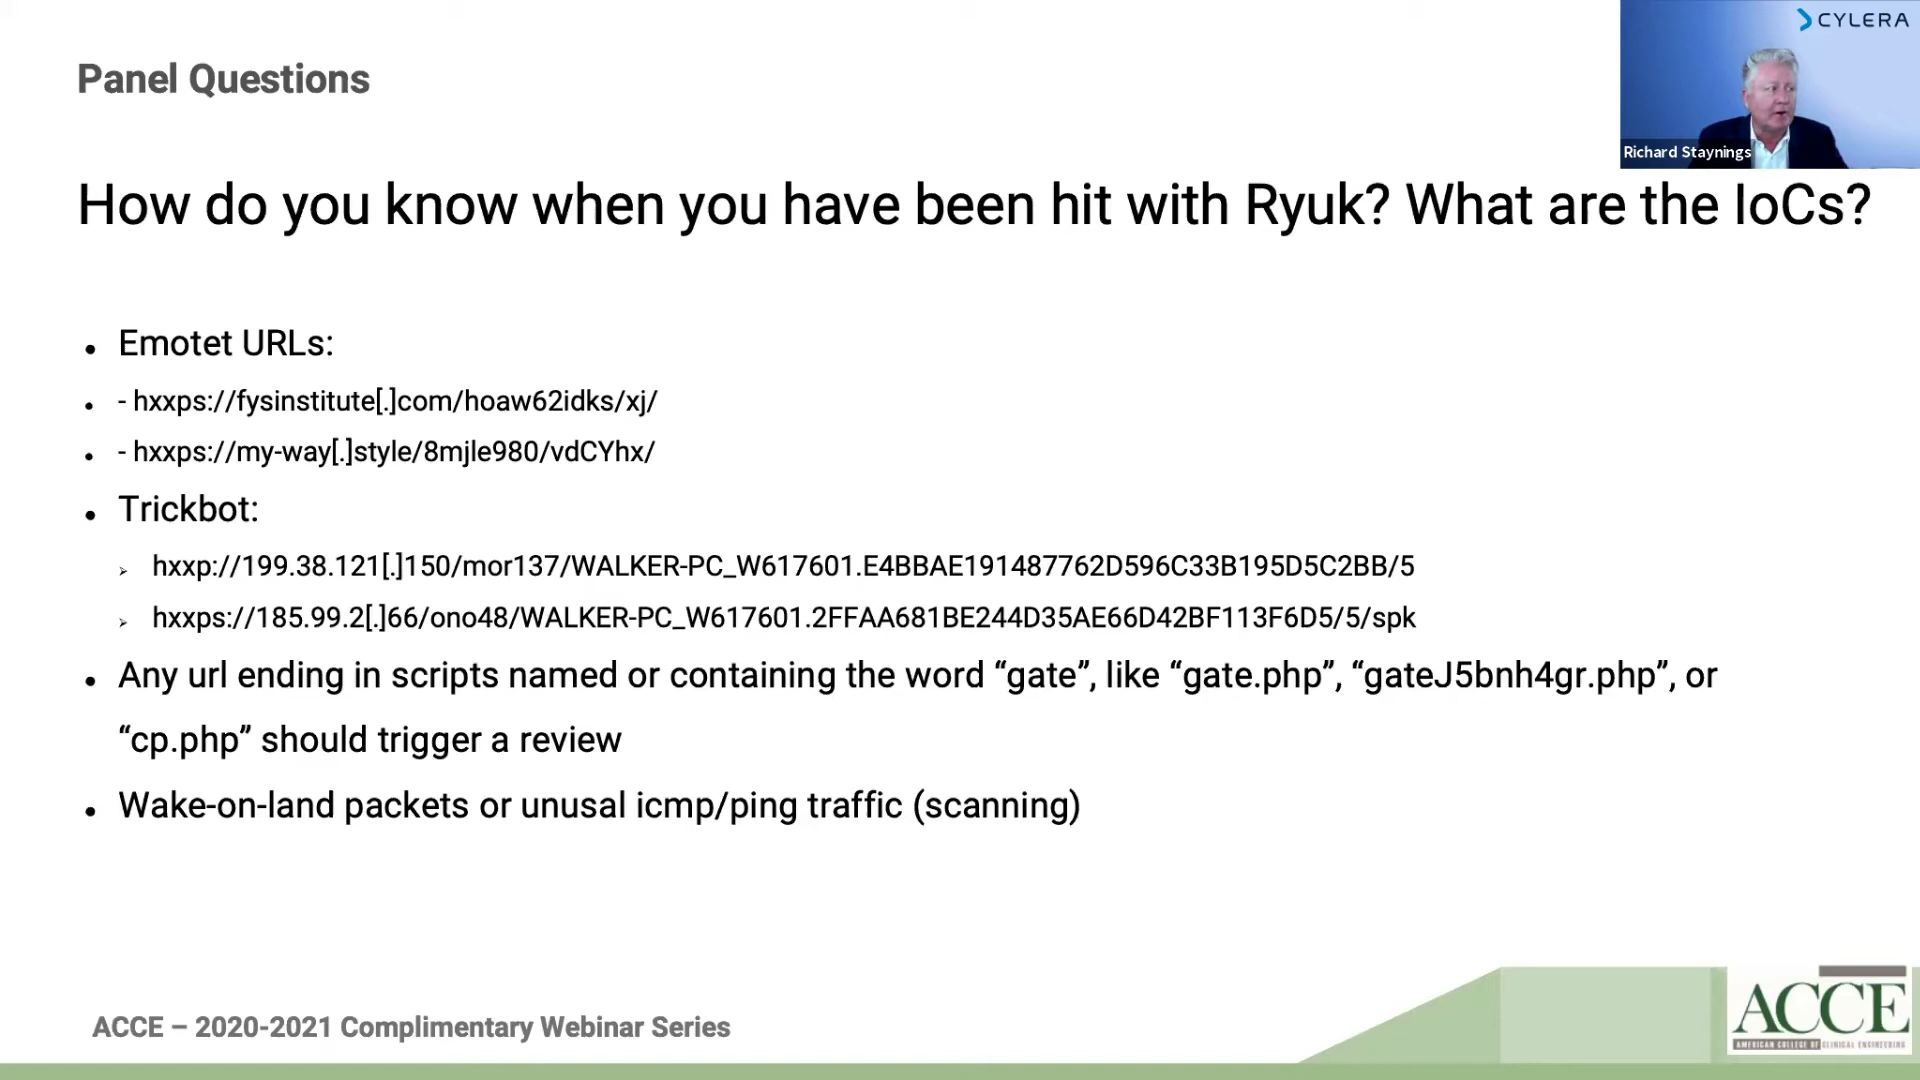 CYLERA
Richard Staynings
Panel Questions
How do you know when you have been hit with Ryuk? What are the IoCs?
• Emotet URLs:
• - hxxps://fysinstitute[.]com/hoaw62idks/xj/
• - hxxps://my-way[.]style/8mjle980/vdCYhx/
• Trickbot:
➢ hxxp://199.38.121[.]150/mor137/WALKER-PC_W617601.E4BBAE191487762D596C33B195D5C2BB/5
➢ hxxps://185.99.2[.]66/ono48/WALKER-PC_W617601.2FFAA681BE244D35AE66D42BF113F6D5/5/spk
• Any url ending in scripts named or containing the word “gate”, like “gate.php”, “gateJ5bnh4gr.php”, or
“cp.php” should trigger a review
• Wake-on-land packets or unusal icmp/ping traffic (scanning)
ACCE – 2020-2021 Complimentary Webinar Series
ACCE
AMERICAN COLLEGE OF CLINICAL ENGINEERING